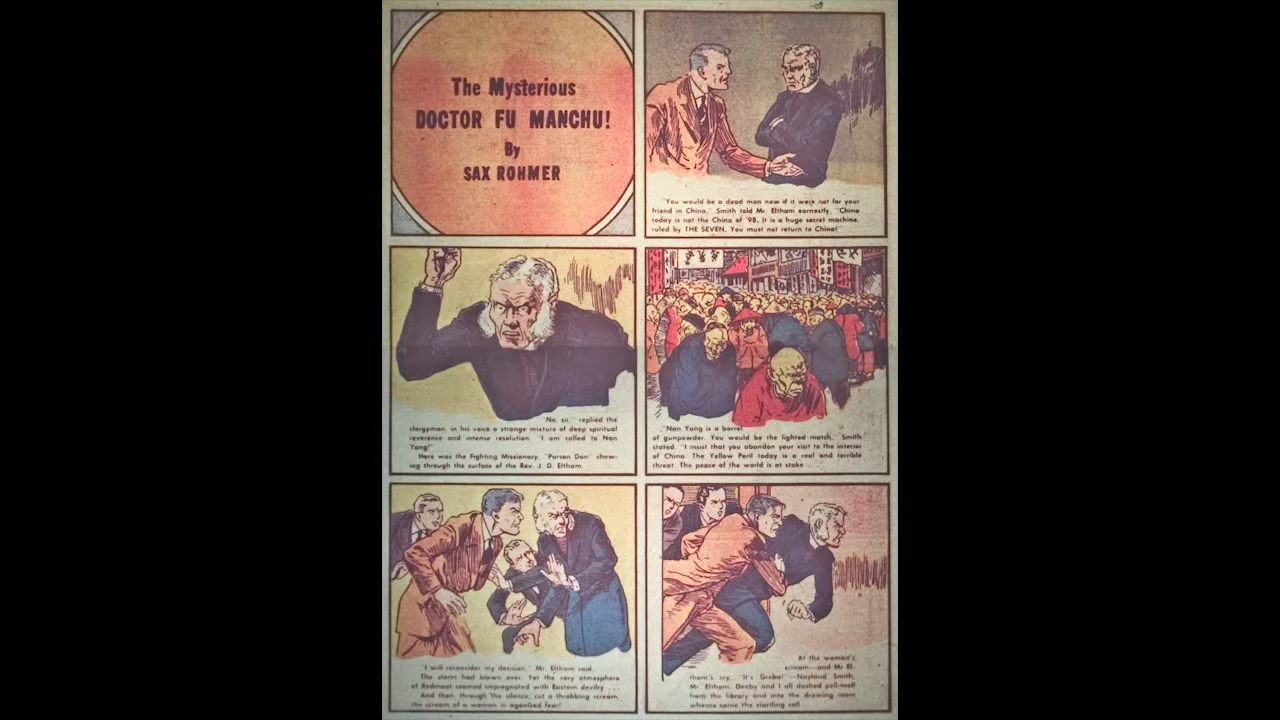 The Mysterious
DOCTOR FU MANCHU!
By
SAX ROHMER
"You would be a dead man now if it were not for your
friend in China," Smith told Mr. Eltham earnestly. "China
today is not the China of '98. It is a huge secret machine,
ruled by THE SEVEN. You must not return to China!"
"No, sir," replied the
clergyman, in his voice a strange mixture of deep spiritual
reverence and intense resolution. "I am called to Nan
Yang!"
Here was the Fighting Missionary, "Parson Dan" show-
ing through the surface of the Rev. J. D. Eltham.
"Nan Yang is a barrel
of gunpowder. You would be the lighted match," Smith
stated. "I insist that you abandon your visit to the interior
of China. The Yellow Peril today is a real and terrible
threat. The peace of the world is at stake
"I will reconsider my decision," Mr. Eltham said.
The storm had blown over. Yet the very atmosphere
of Redmoat seemed impregnated with Eastern devilry . . .
And then, through the silence, cut a throbbing scream,
the scream of a woman in agonized fear!
At the woman's
scream—and Mr. El-
tham's cry, "It's Greba!"—Nayland Smith,
Mr. Eltham, Denby and I all dashed pell-mell
from the library and into the drawing room
whence came the startling call.